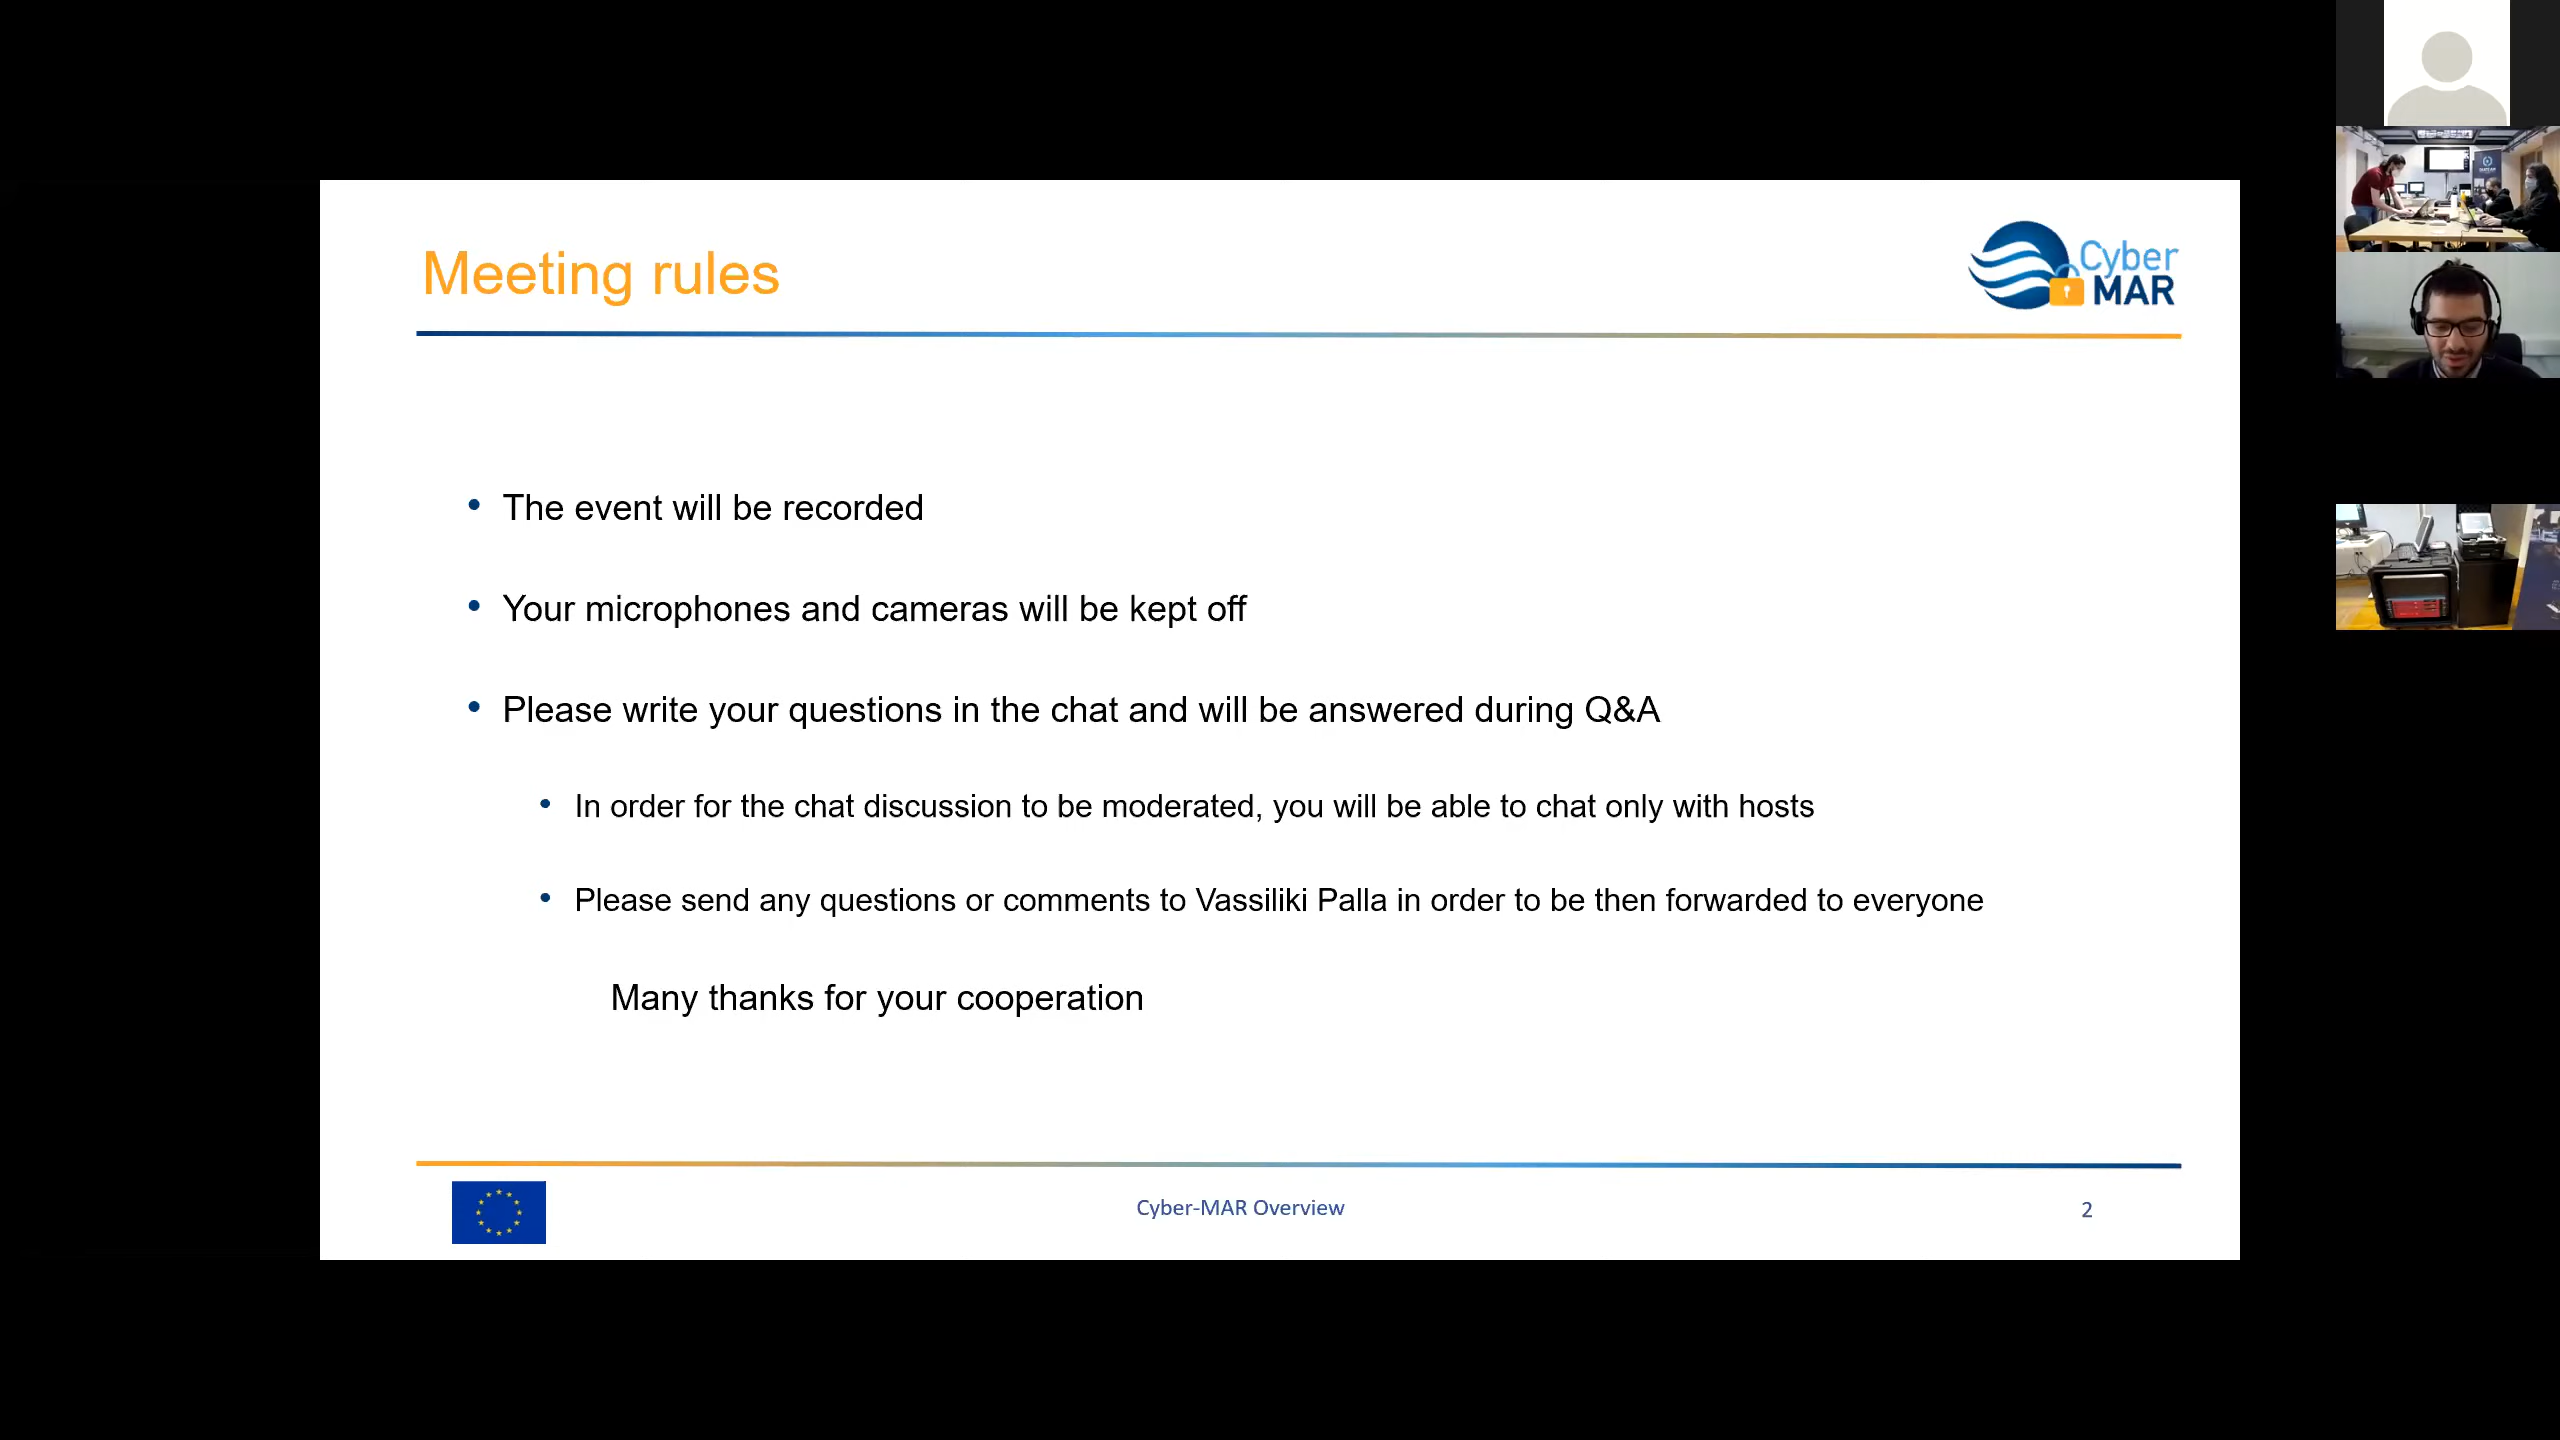 Meeting rules
Cyber
MAR
• The event will be recorded
• Your microphones and cameras will be kept off
• Please write your questions in the chat and will be answered during Q&A
• In order for the chat discussion to be moderated, you will be able to chat only with hosts
• Please send any questions or comments to Vassiliki Palla in order to be then forwarded to everyone
Many thanks for your cooperation
Cyber-MAR Overview
2